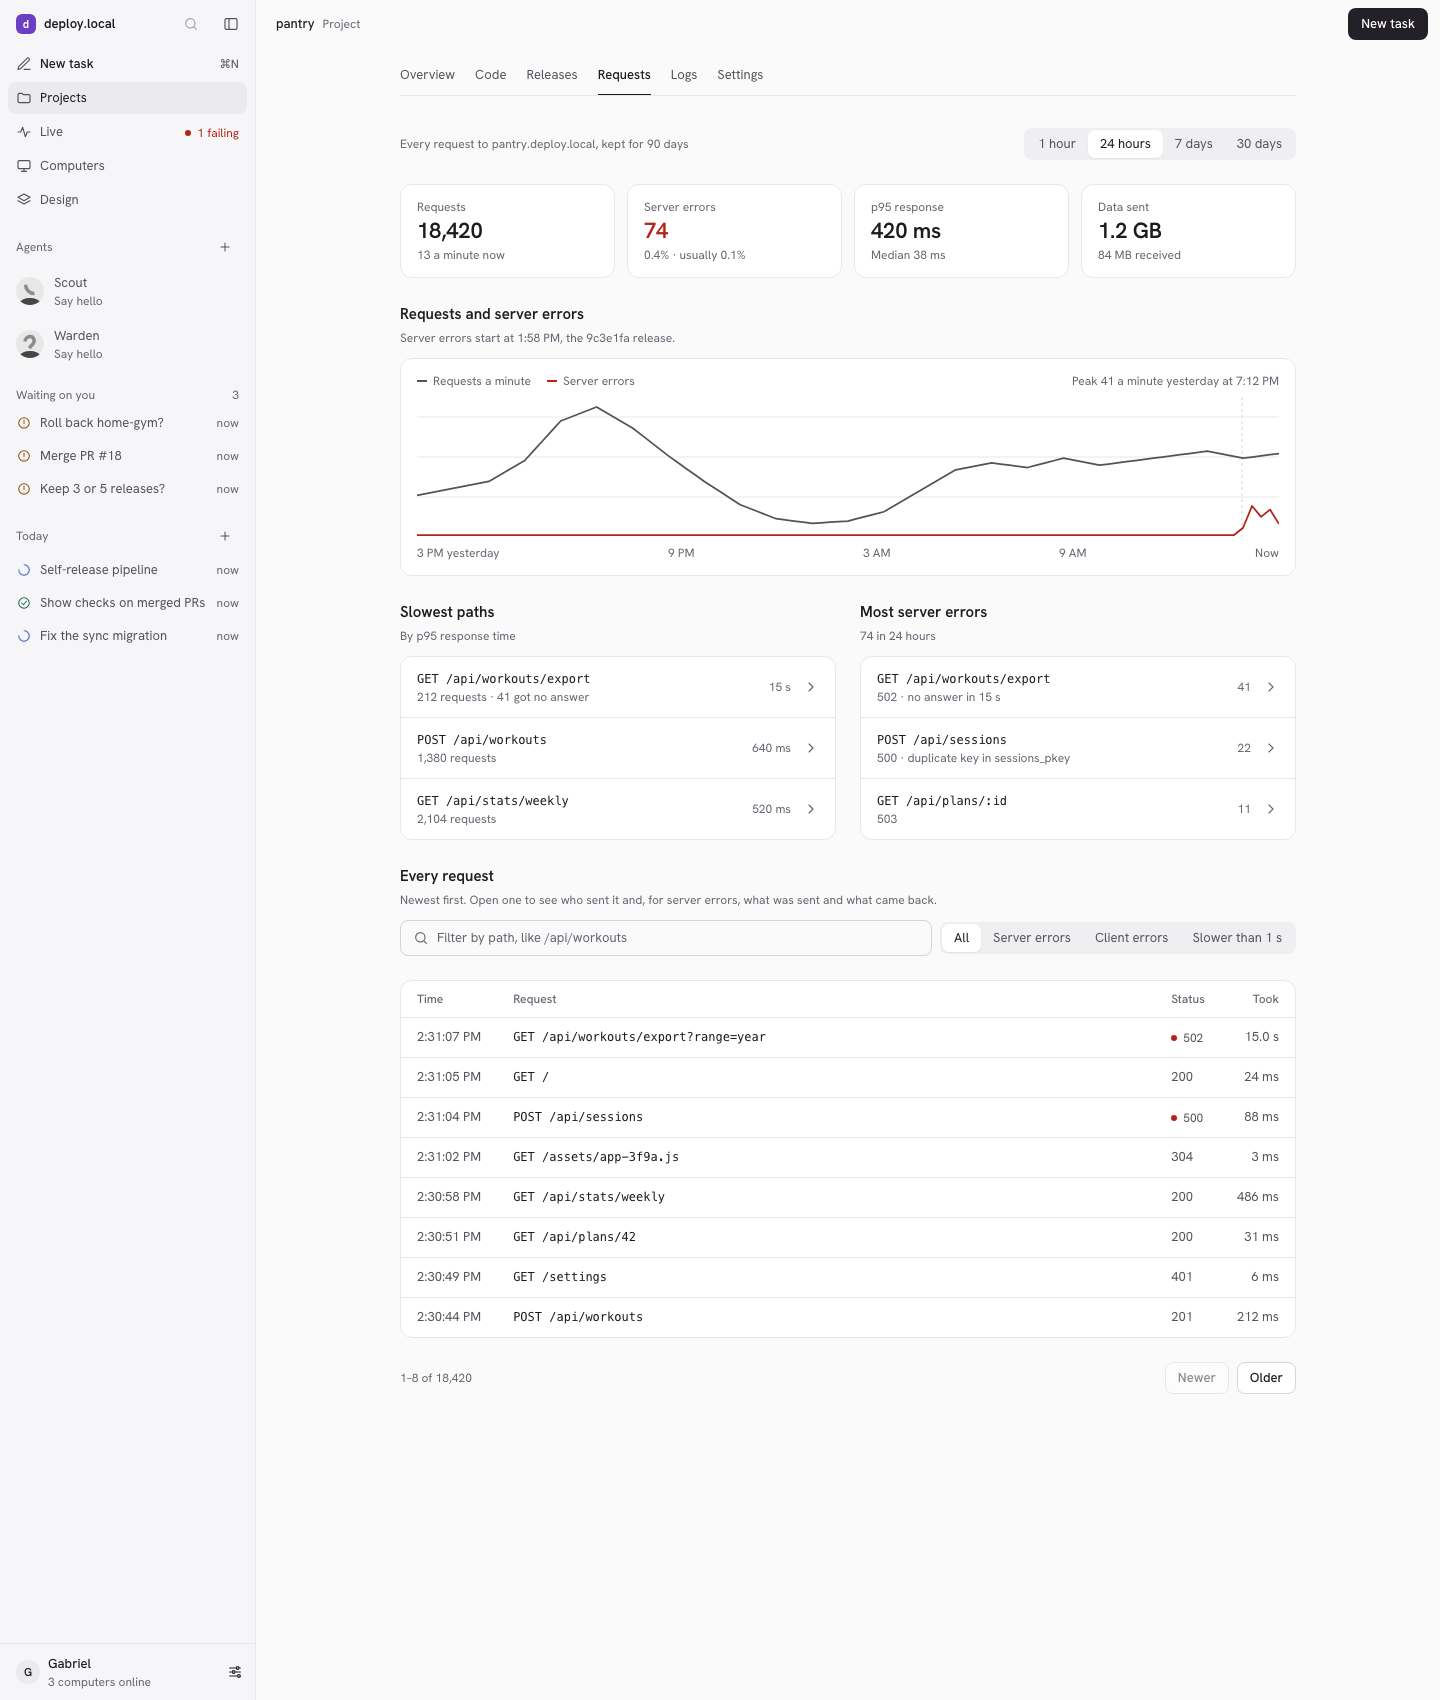 d deploy.local
New task ⌘N
Projects
Live 1 failing
Computers
Design
Agents
Scout
Say hello
Warden
Say hello
Waiting on you 3
Roll back home-gym? now
Merge PR #18 now
Keep 3 or 5 releases? now
Today
Self-release pipeline now
Show checks on merged PRs now
Fix the sync migration now
G Gabriel
3 computers online
pantry Project
New task
Overview Code Releases Requests Logs Settings
Every request to pantry.deploy.local, kept for 90 days
1 hour 24 hours 7 days 30 days
Requests
18,420
13 a minute now
Server errors
74
0.4% · usually 0.1%
p95 response
420 ms
Median 38 ms
Data sent
1.2 GB
84 MB received
Requests and server errors
Server errors start at 1:58 PM, the 9c3e1fa release.
Requests a minute Server errors Peak 41 a minute yesterday at 7:12 PM
3 PM yesterday 9 PM 3 AM 9 AM Now
Slowest paths
By p95 response time
GET /api/workouts/export 15 s
212 requests · 41 got no answer
POST /api/workouts 640 ms
1,380 requests
GET /api/stats/weekly 520 ms
2,104 requests
Most server errors
74 in 24 hours
GET /api/workouts/export 41
502 · no answer in 15 s
POST /api/sessions 22
500 · duplicate key in sessions_pkey
GET /api/plans/:id 11
503
Every request
Newest first. Open one to see who sent it and, for server errors, what was sent and what came back.
Filter by path, like /api/workouts
All Server errors Client errors Slower than 1 s
Time Request Status Took
2:31:07 PM GET /api/workouts/export?range=year 502 15.0 s
2:31:05 PM GET / 200 24 ms
2:31:04 PM POST /api/sessions 500 88 ms
2:31:02 PM GET /assets/app-3f9a.js 304 3 ms
2:30:58 PM GET /api/stats/weekly 200 486 ms
2:30:51 PM GET /api/plans/42 200 31 ms
2:30:49 PM GET /settings 401 6 ms
2:30:44 PM POST /api/workouts 201 212 ms
1–8 of 18,420
Newer Older